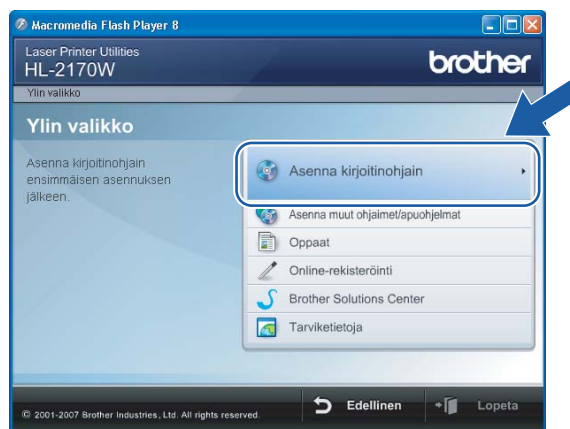 Macromedia Flash Player 8
Laser Printer Utilities
HL-2170W
brother
Ylin valikko
Ylin valikko
Asenna kirjoitinohjain
ensimmäisen asennuksen
jälkeen.
Asenna kirjoitinohjain
Asenna muut ohjaimet/apuohjelmat
Oppaat
Online-rekisteröinti
Brother Solutions Center
Tarviketietoja
© 2001-2007 Brother Industries, Ltd. All rights reserved.
Edellinen
Lopeta